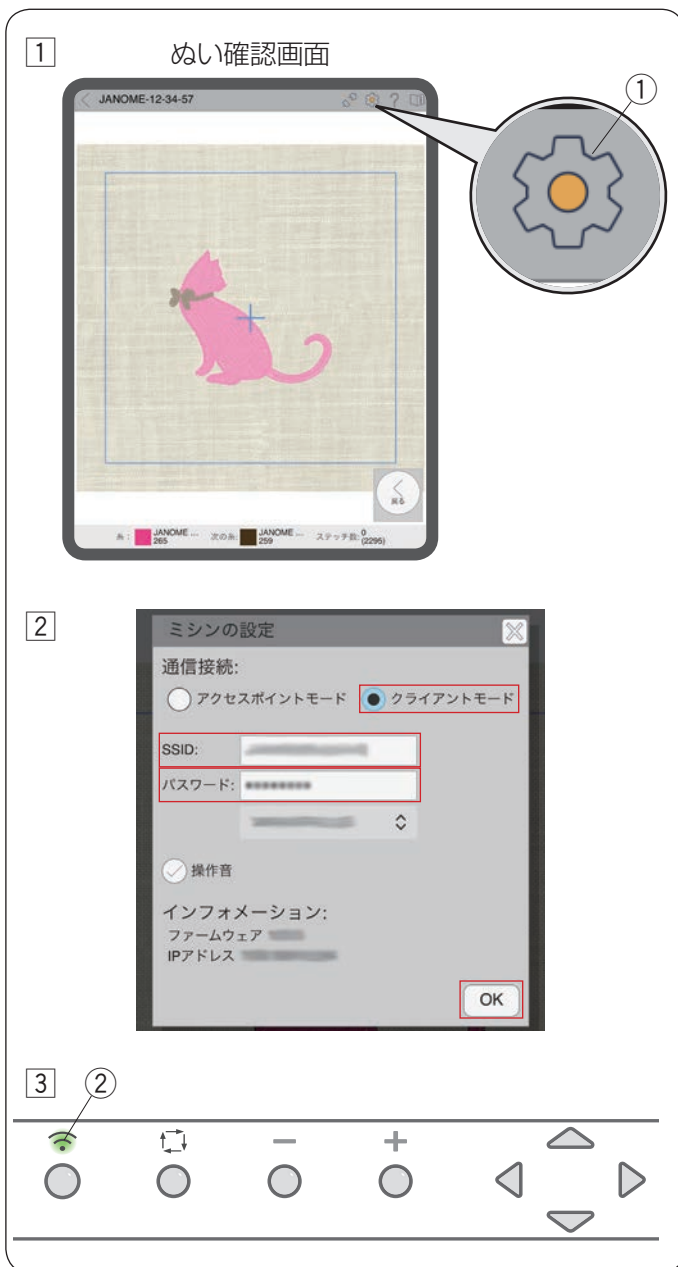 1 ぬい確認画面
JANOME-12-34-57
?
①
戻る
糸: JANOME ... 265 次の糸: JANOME ... 259 ステッチ数: 0 (2295)
2
ミシンの設定
通信接続:
アクセスポイントモード クライアントモード
SSID:
パスワード:
操作音
インフォメーション:
ファームウェア
IPアドレス
OK
3 ②
− +